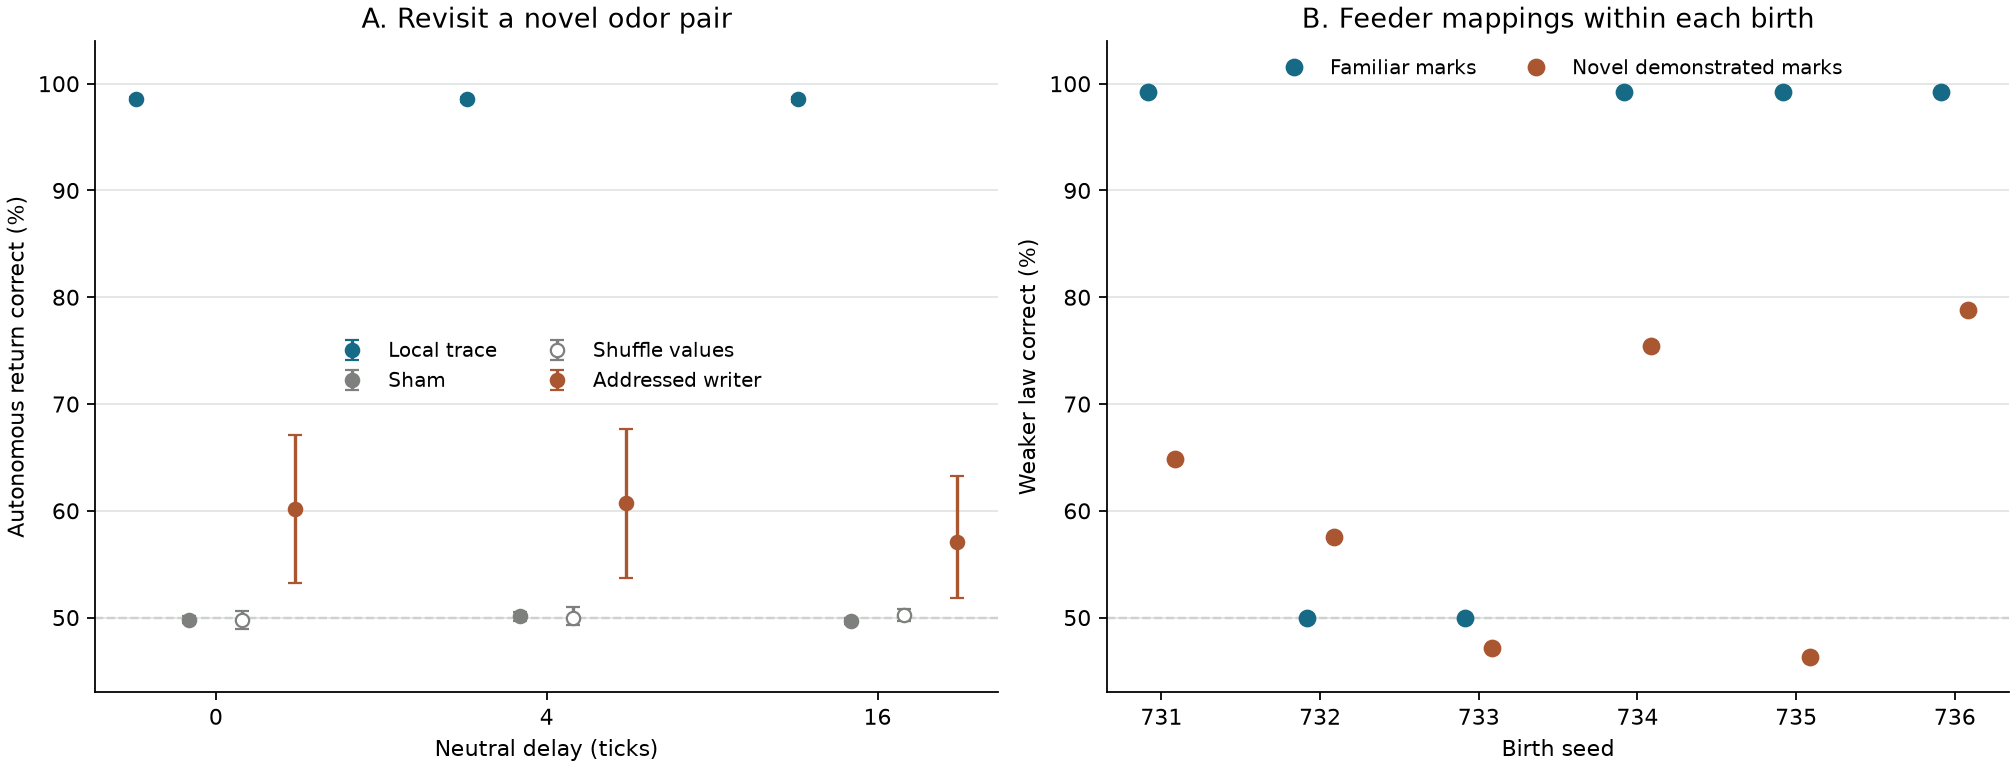 A. Revisit a novel odor pair
Autonomous return correct (%)
100
90
80
70
60
50
Local trace
Sham
Shuffle values
Addressed writer
0
4
16
Neutral delay (ticks)
B. Feeder mappings within each birth
Weaker law correct (%)
100
90
80
70
60
50
Familiar marks
Novel demonstrated marks
731
732
733
734
735
736
Birth seed